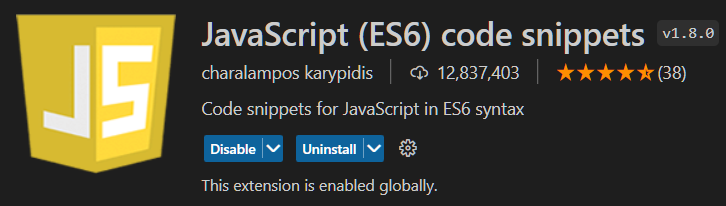 JS
JavaScript (ES6) code snippets v1.8.0
charalampos karypidis 12,837,403 (38)
Code snippets for JavaScript in ES6 syntax
Disable Uninstall
This extension is enabled globally.